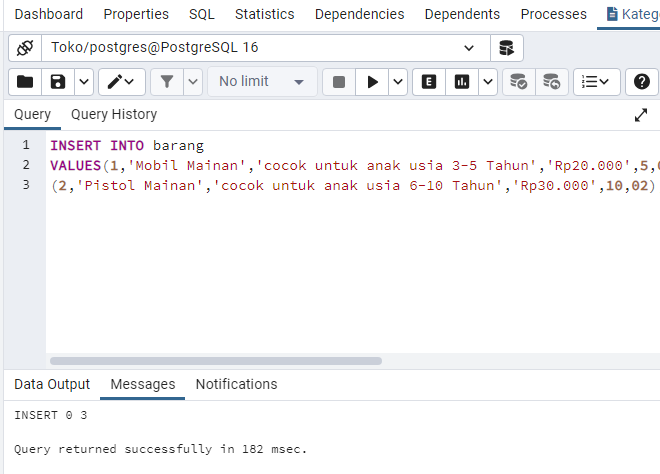 Dashboard Properties SQL Statistics Dependencies Dependents Processes Kateg
Toko/postgres@PostgreSQL 16
No limit E
Query Query History
1 INSERT INTO barang
2 VALUES(1,'Mobil Mainan','cocok untuk anak usia 3-5 Tahun','Rp20.000',5,
3 (2,'Pistol Mainan','cocok untuk anak usia 6-10 Tahun','Rp30.000',10,02)
Data Output Messages Notifications
INSERT 0 3
Query returned successfully in 182 msec.